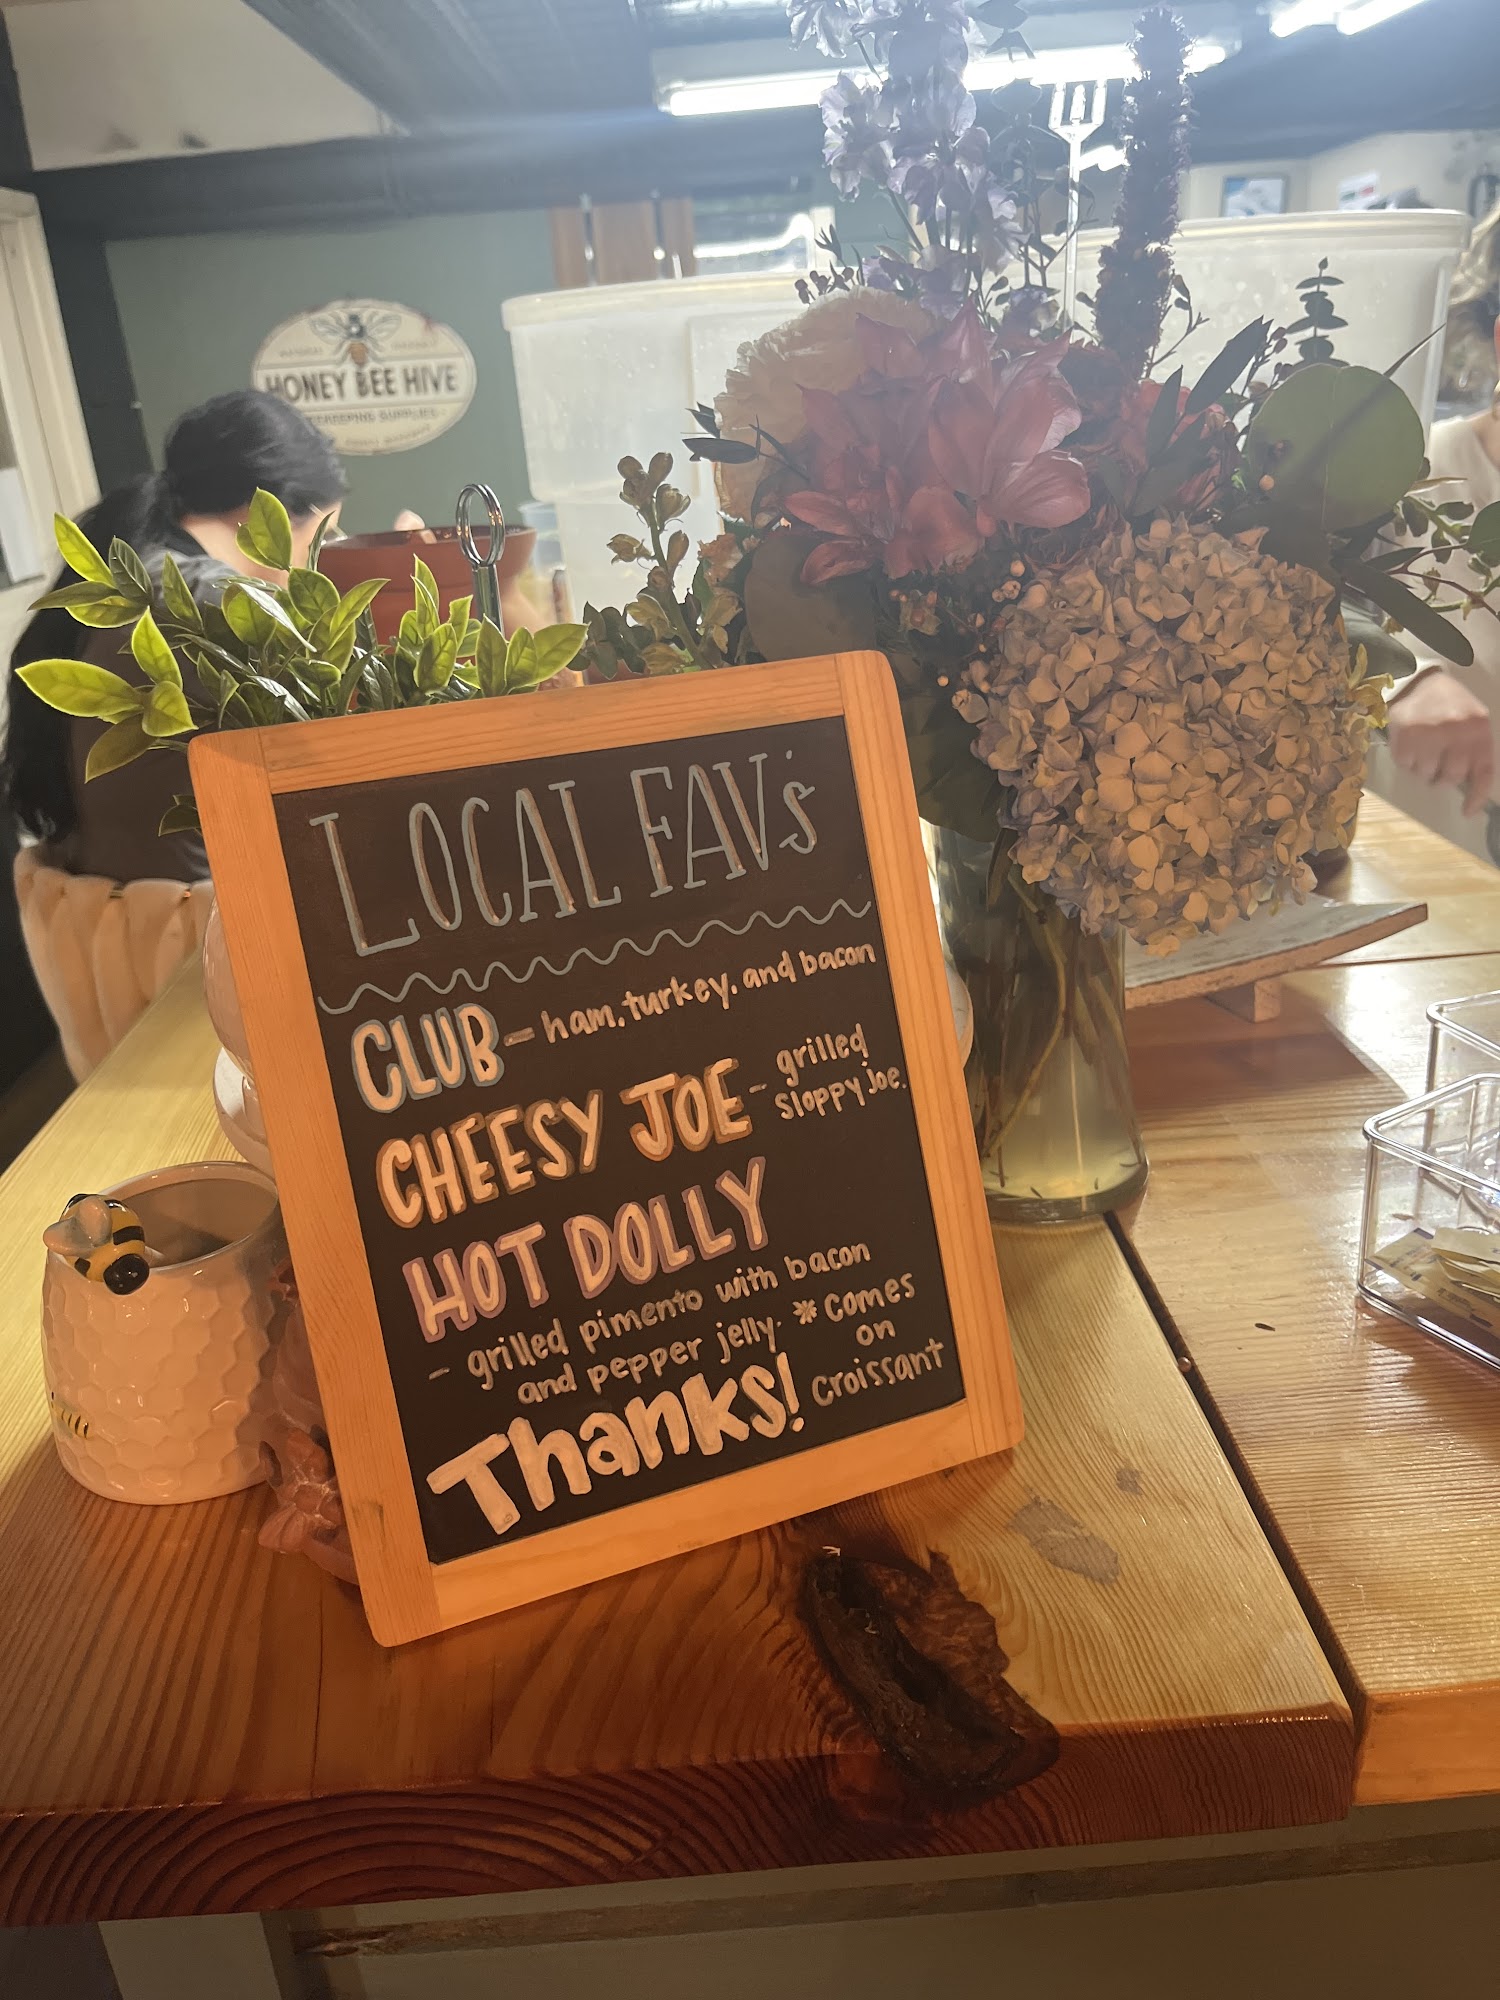 HONEY BEE HIVE
LOCAL FAV's
CLUB - ham, turkey, and bacon
CHEESY JOE - grilled
sloppy joe.
HOT DOLLY
- grilled pimento with bacon
and pepper jelly. * comes
on
croissant
Thanks!